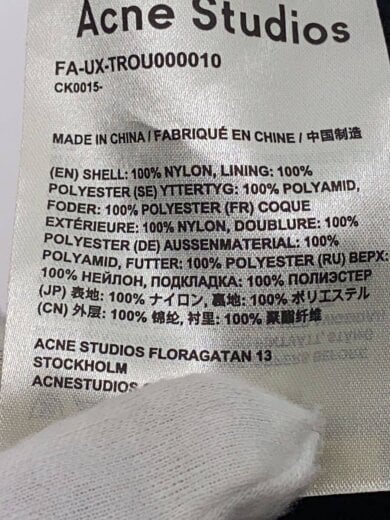 Acne Studios
FA-UX-TROU000010
CK0015-
MADE IN CHINA / FABRIQUÉ EN CHINE / 中国制造
(EN) SHELL: 100% NYLON, LINING: 100%
POLYESTER (SE) YTTERTYG: 100% POLYAMID,
FODER: 100% POLYESTER (FR) COQUE
EXTÉRIEURE: 100% NYLON, DOUBLURE: 100%
POLYESTER (DE) AUSSENMATERIAL: 100%
POLYAMID, FUTTER: 100% POLYESTER (RU) ВЕРХ:
100% НЕЙЛОН, ПОДКЛАДКА: 100% ПОЛИЭСТЕР
(JP) 表地: 100% ナイロン, 裏地: 100% ポリエステル
(CN) 外层: 100% 锦纶, 衬里: 100% 聚酯纤维
ACNE STUDIOS FLORAGATAN 13
STOCKHOLM
ACNESTUDIOS